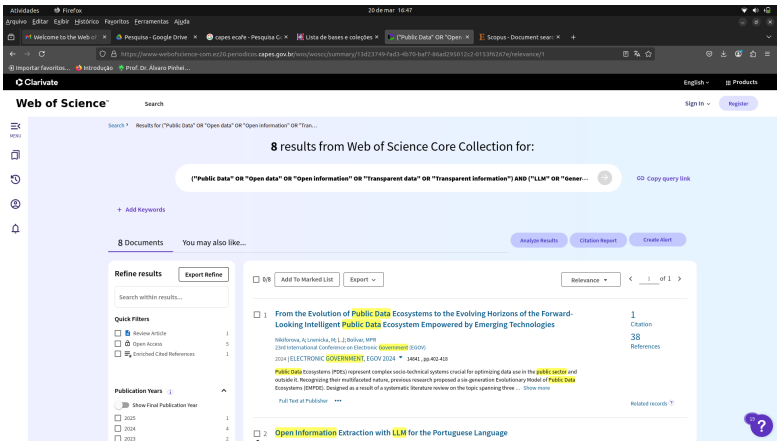 Atividades Firefox 20 de mar 16:47
Arquivo Editar Exibir Histórico Favoritos Ferramentas Ajuda
Welcome to the Web of Pesquisa - Google Drive capes ecafe - Pesquisa Go Lista de bases e coleções ("Public Data" OR "Open Scopus - Document sear
https://www-webofscience-com.ez20.periodicos.capes.gov.br/wos/woscc/summary/
Importar favoritos... Introdução Prof. Dr. Álvaro Pinhei...
Clarivate English Products
Web of Science™ Search Sign In Register
MENU
Search > Results for ("Public Data" OR "Open data" OR "Open information" OR "Tran...
8 results from Web of Science Core Collection for:
("Public Data" OR "Open data" OR "Open information" OR "Transparent data" OR "Transparent information") AND ("LLM" OR "Gener... Copy query link
+ Add Keywords
8 Documents You may also like... Analyze Results Citation Report Create Alert
Refine results Export Refine
0/8 Add To Marked List Export Relevance 1 of 1
Search within results...
Quick Filters
Review Article 1
Open Access 5
Enriched Cited References 1
Publication Years
Show Final Publication Year
2025 1
2024 4
2023 2
1 From the Evolution of Public Data Ecosystems to the Evolving Horizons of the Forward-
Looking Intelligent Public Data Ecosystem Empowered by Emerging Technologies
Nikiforova, A; Lnenicka, M; (...); Bolívar, MPR
23rd International Conference on Electronic Government (EGOV)
2024 | ELECTRONIC GOVERNMENT, EGOV 2024 14841 , pp.402-418
Public Data Ecosystems (PDEs) represent complex socio-technical systems crucial for optimizing data use in the public sector and
outside it. Recognizing their multifaceted nature, previous research proposed a six-generation Evolutionary Model of Public Data
Ecosystems (EMPDE). Designed as a result of a systematic literature review on the topic spanning three ... Show more
Full Text at Publisher
1
Citation
38
References
Related records ?
2 Open Information Extraction with LLM for the Portuguese Language
?